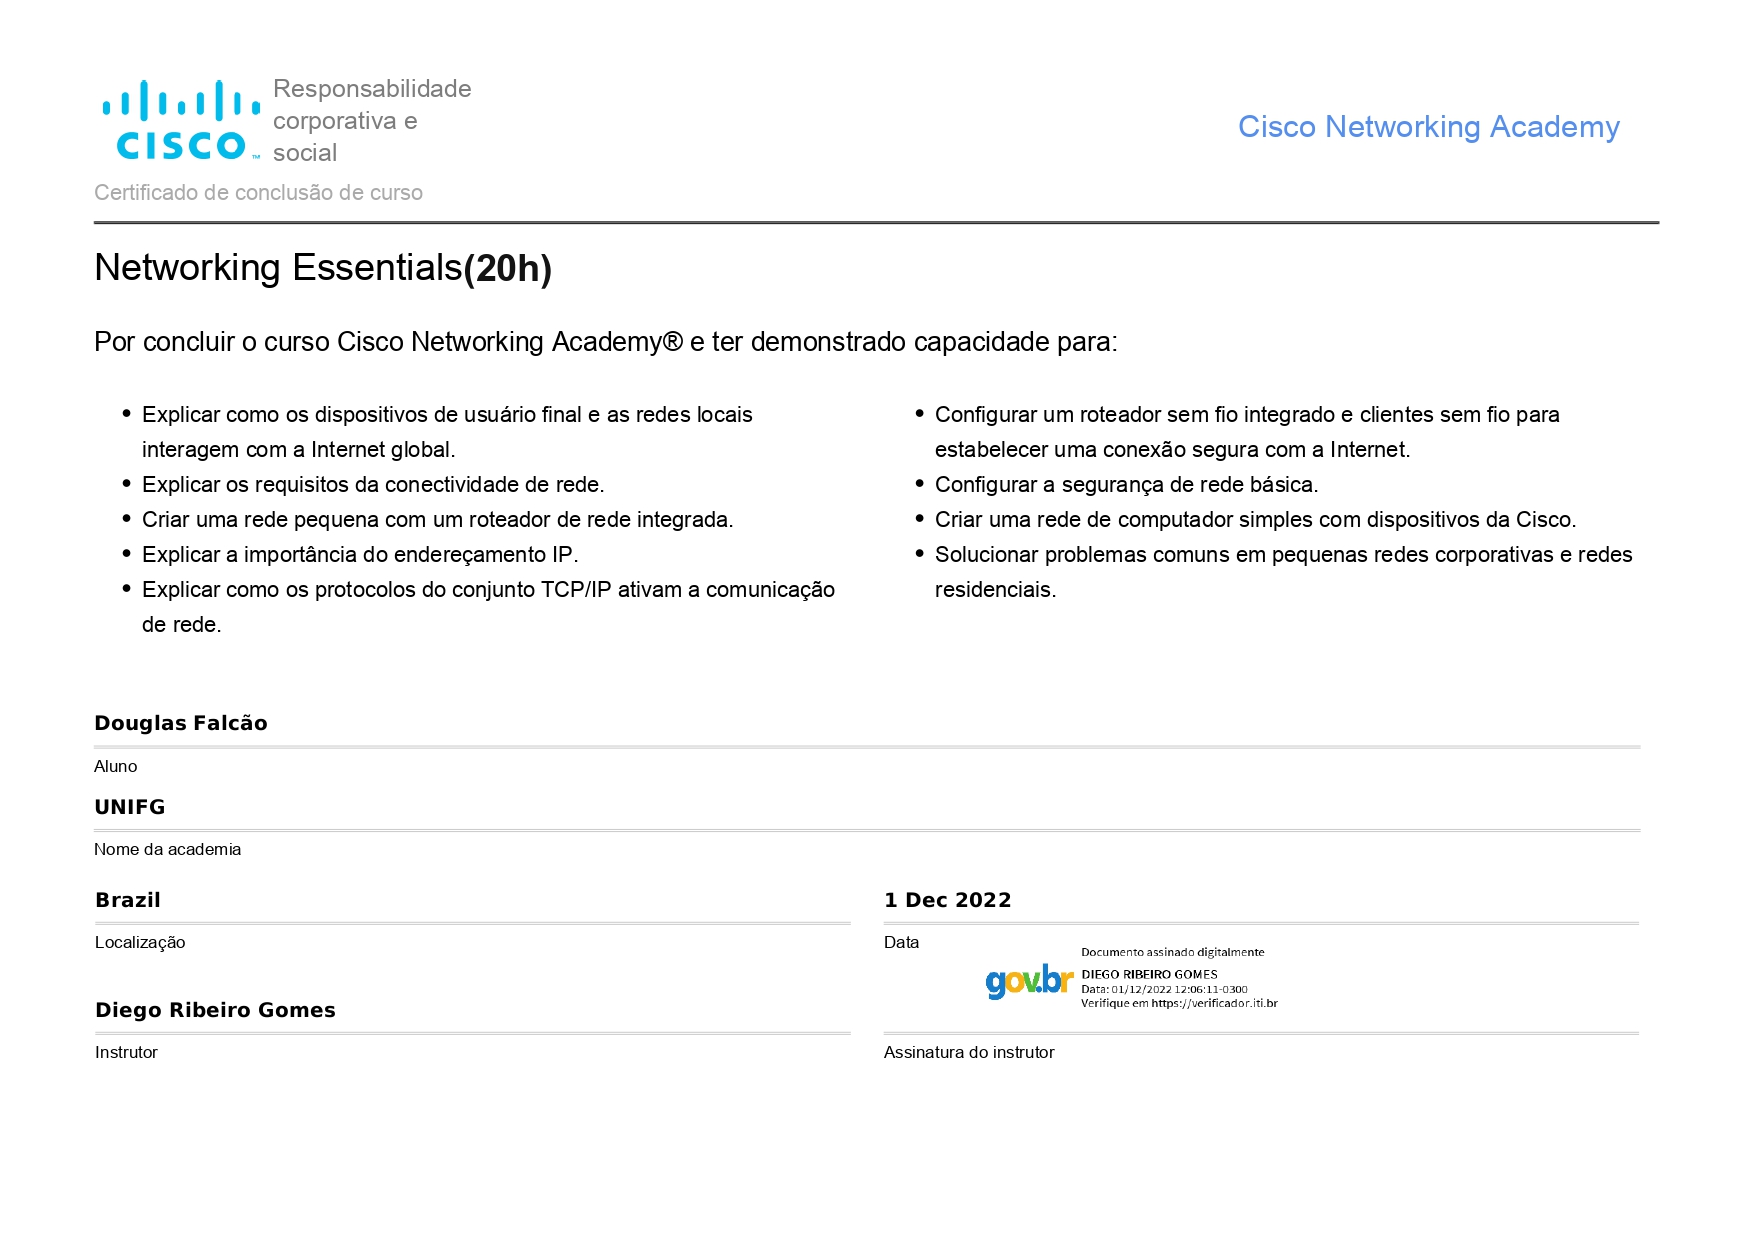 CISCO
Responsabilidade
corporativa e
social
Cisco Networking Academy
Certificado de conclusão de curso
Networking Essentials(20h)
Por concluir o curso Cisco Networking Academy® e ter demonstrado capacidade para:
• Explicar como os dispositivos de usuário final e as redes locais
interagem com a Internet global.
• Explicar os requisitos da conectividade de rede.
• Criar uma rede pequena com um roteador de rede integrada.
• Explicar a importância do endereçamento IP.
• Explicar como os protocolos do conjunto TCP/IP ativam a comunicação
de rede.
• Configurar um roteador sem fio integrado e clientes sem fio para
estabelecer uma conexão segura com a Internet.
• Configurar a segurança de rede básica.
• Criar uma rede de computador simples com dispositivos da Cisco.
• Solucionar problemas comuns em pequenas redes corporativas e redes
residenciais.
Douglas Falcão
Aluno
UNIFG
Nome da academia
Brazil
Localização
1 Dec 2022
Data
gov.br
Documento assinado digitalmente
DIEGO RIBEIRO GOMES
Data: 01/12/2022 12:06:11-0300
Verifique em https://verificador.iti.br
Diego Ribeiro Gomes
Instrutor
Assinatura do instrutor